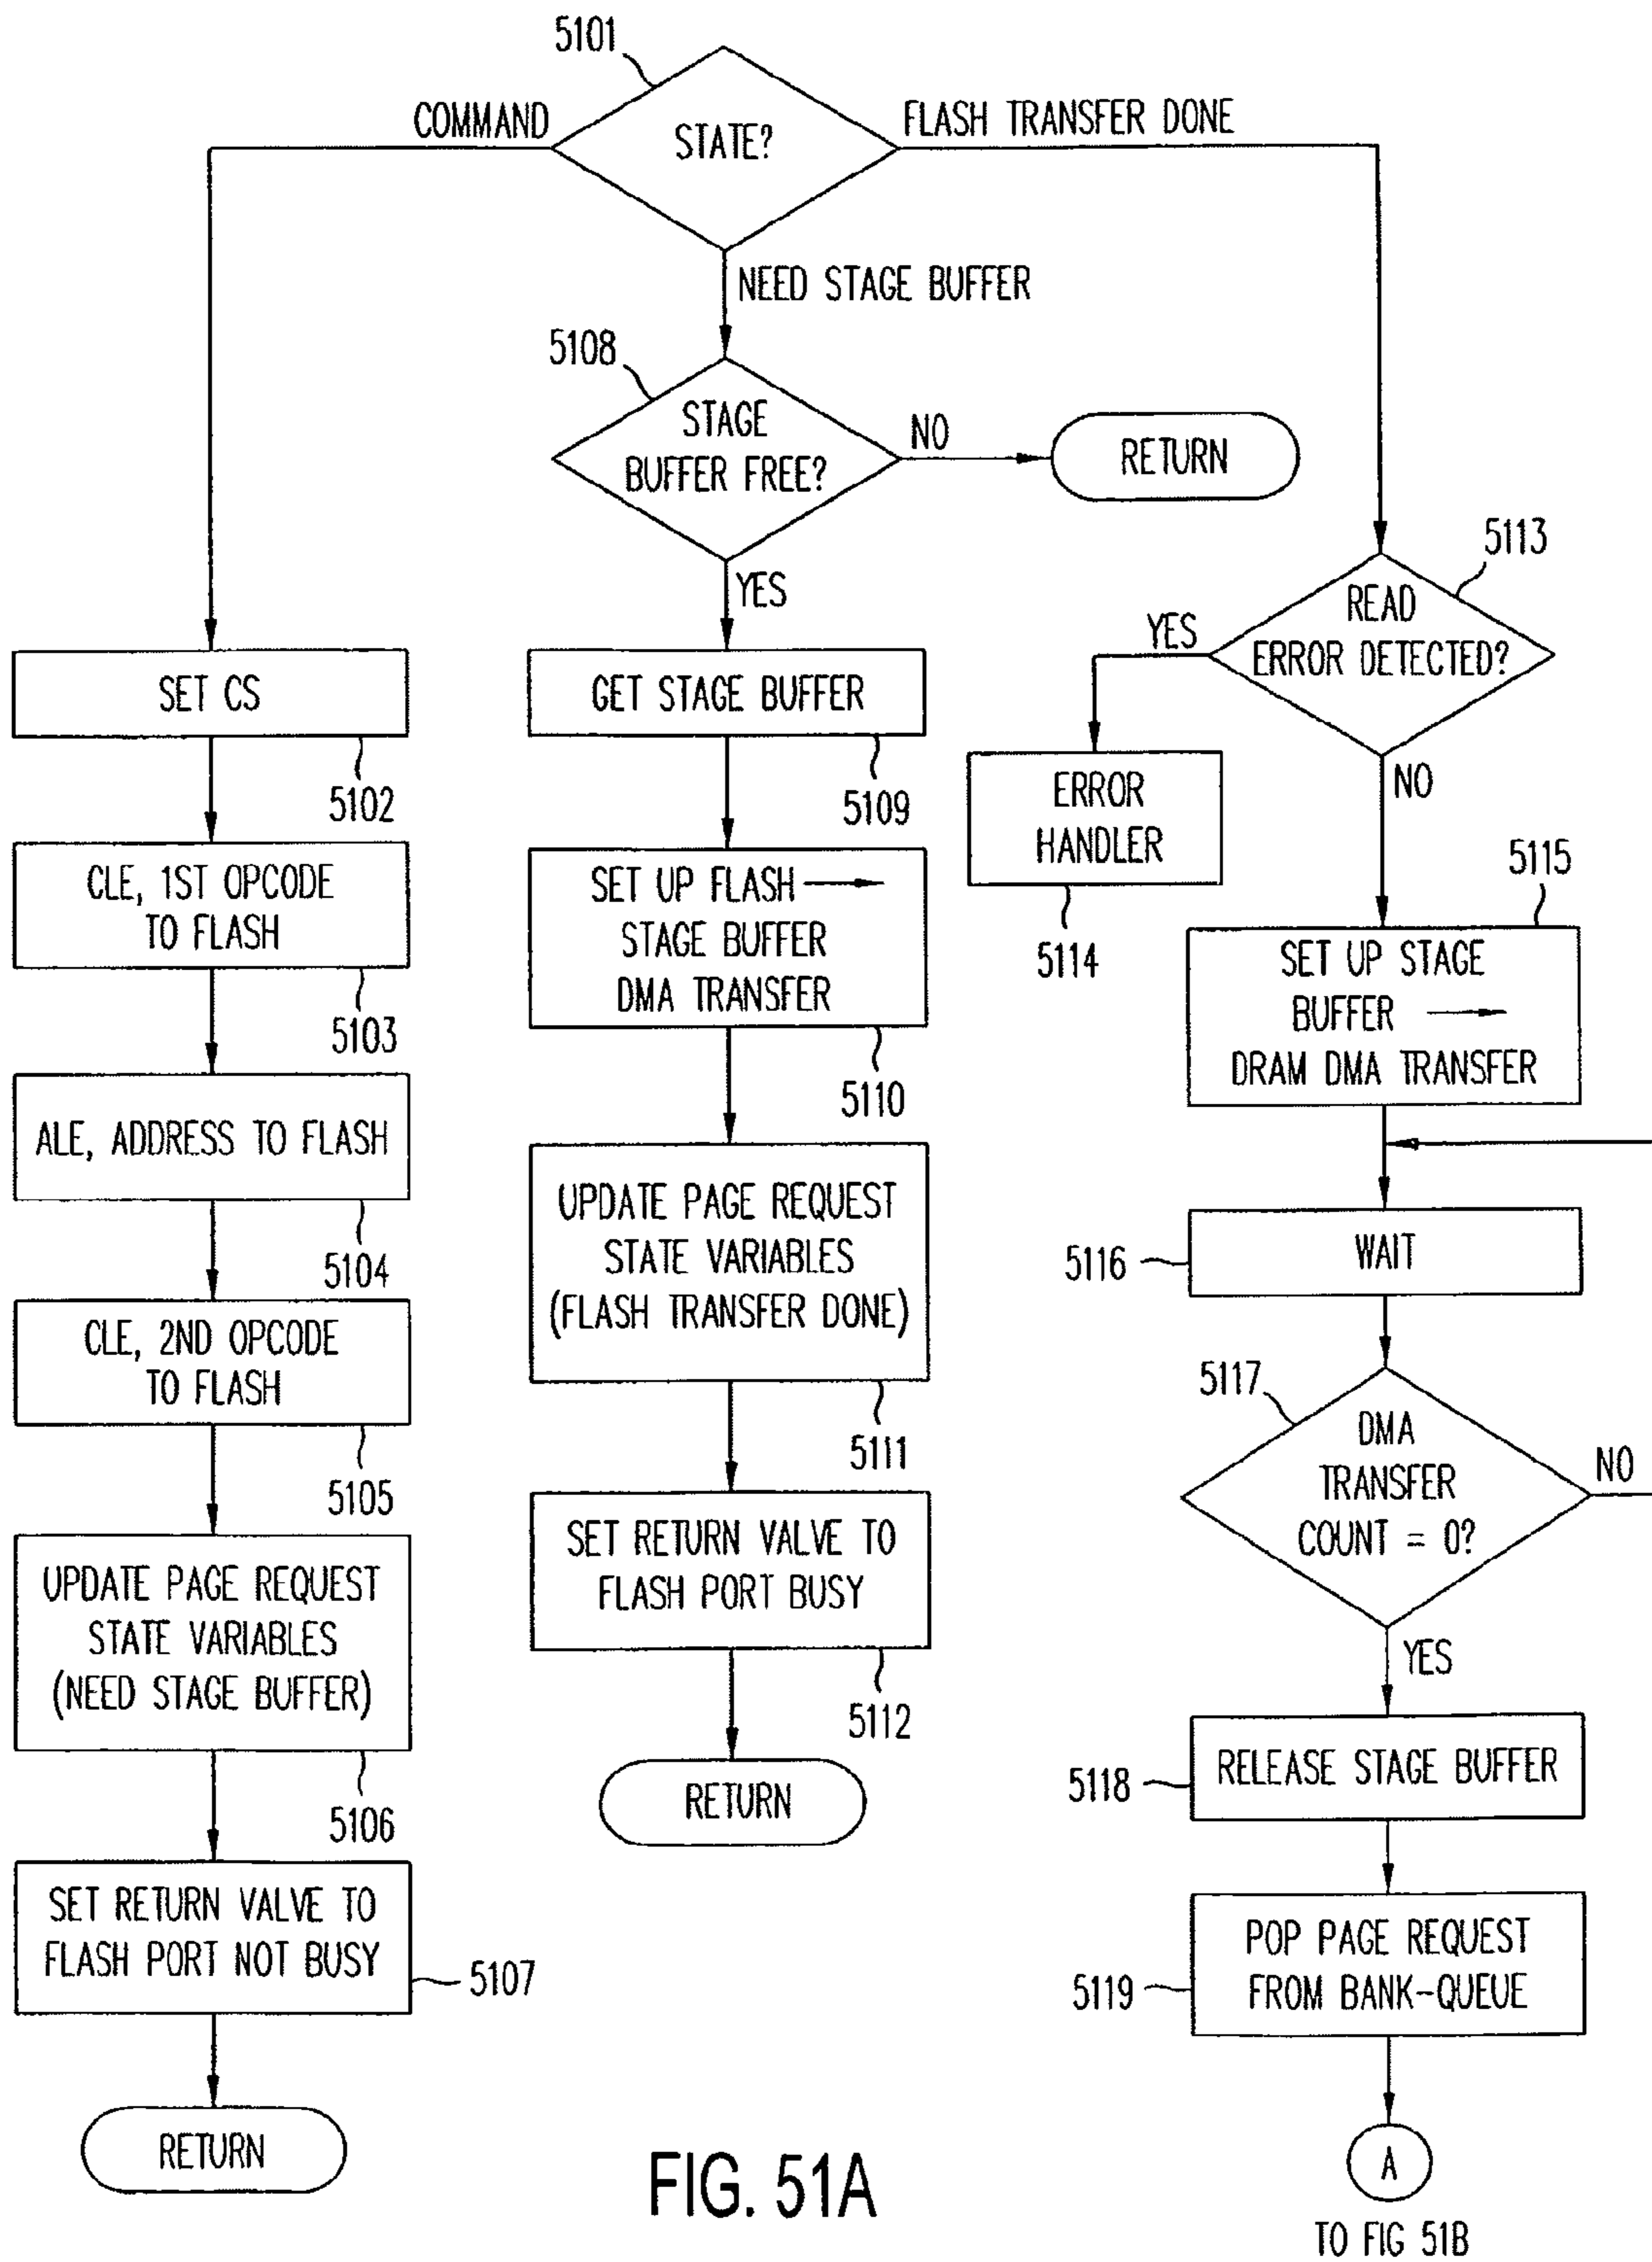 5101
COMMAND
STATE?
FLASH TRANSFER DONE
NEED STAGE BUFFER
5108
STAGE
BUFFER FREE?
NO
RETURN
YES
5113
READ
ERROR DETECTED?
YES
NO
ERROR
HANDLER
5114
SET CS
5102
CLE, 1ST OPCODE
TO FLASH
5103
ALE, ADDRESS TO FLASH
5104
CLE, 2ND OPCODE
TO FLASH
5105
UPDATE PAGE REQUEST
STATE VARIABLES
(NEED STAGE BUFFER)
5106
SET RETURN VALVE TO
FLASH PORT NOT BUSY
5107
RETURN
GET STAGE BUFFER
5109
SET UP FLASH
STAGE BUFFER
DMA TRANSFER
5110
UPDATE PAGE REQUEST
STATE VARIABLES
(FLASH TRANSFER DONE)
5111
SET RETURN VALVE TO
FLASH PORT BUSY
5112
RETURN
5115
SET UP STAGE
BUFFER
DRAM DMA TRANSFER
5116
WAIT
5117
DMA
TRANSFER
COUNT = 0?
NO
YES
5118
RELEASE STAGE BUFFER
5119
POP PAGE REQUEST
FROM BANK-QUEUE
A
TO FIG 51B
FIG. 51A